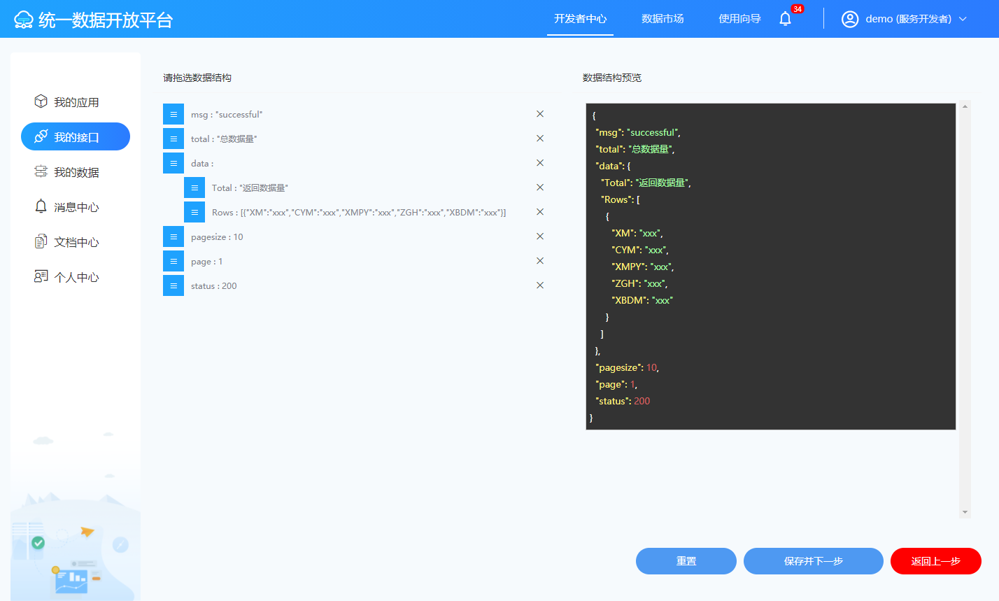 统一数据开放平台
开发者中心
数据市场
使用向导
34
demo (服务开发者)
我的应用
我的接口
我的数据
消息中心
文档中心
个人中心
请拖选数据结构
msg : "successful"
total : "总数据量"
data :
Total : "返回数据量"
Rows : [{"XM":"xxx","CYM":"xxx","XMPY":"xxx","ZGH":"xxx","XBDM":"xxx"}]
pagesize : 10
page : 1
status : 200
数据结构预览
{
"msg": "successful",
"total": "总数据量",
"data": {
"Total": "返回数据量",
"Rows": [
{
"XM": "xxx",
"CYM": "xxx",
"XMPY": "xxx",
"ZGH": "xxx",
"XBDM": "xxx"
}
]
},
"pagesize": 10,
"page": 1,
"status": 200
}
重置
保存并下一步
返回上一步